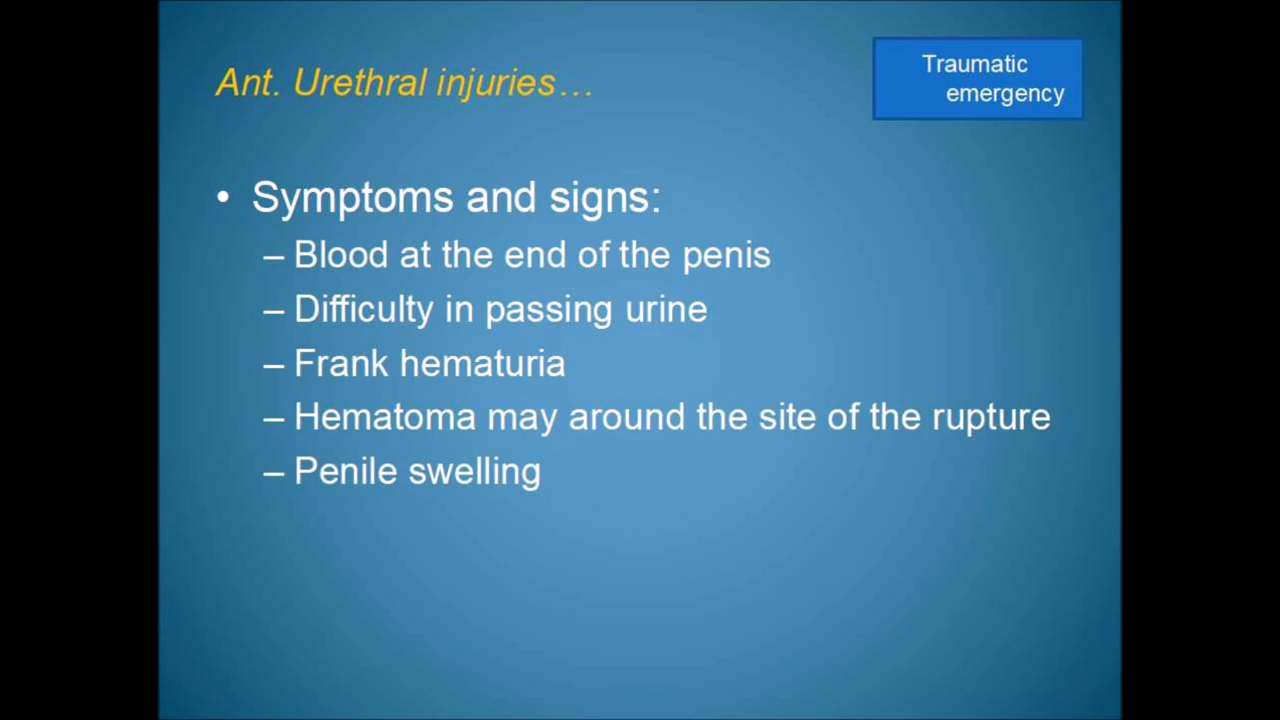 Ant. Urethral injuries…
Traumatic
emergency
• Symptoms and signs:
– Blood at the end of the penis
– Difficulty in passing urine
– Frank hematuria
– Hematoma may around the site of the rupture
– Penile swelling